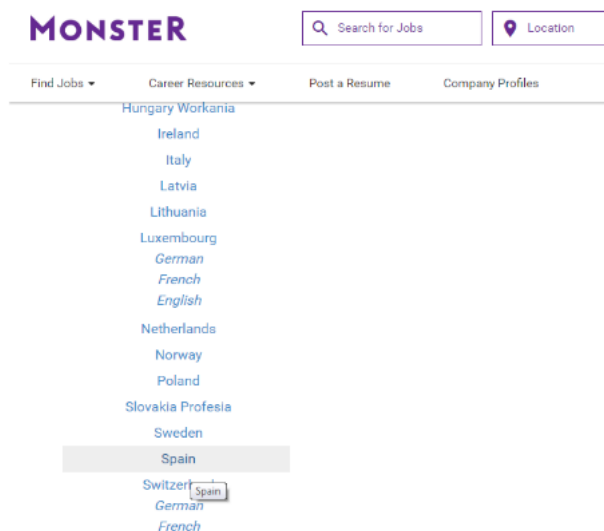 MONSTER Search for Jobs Location
Find Jobs Career Resources Post a Resume Company Profiles
Hungary Workania
Ireland
Italy
Latvia
Lithuania
Luxembourg
German
French
English
Netherlands
Norway
Poland
Slovakia Profesia
Sweden
Spain
Spain
German
French